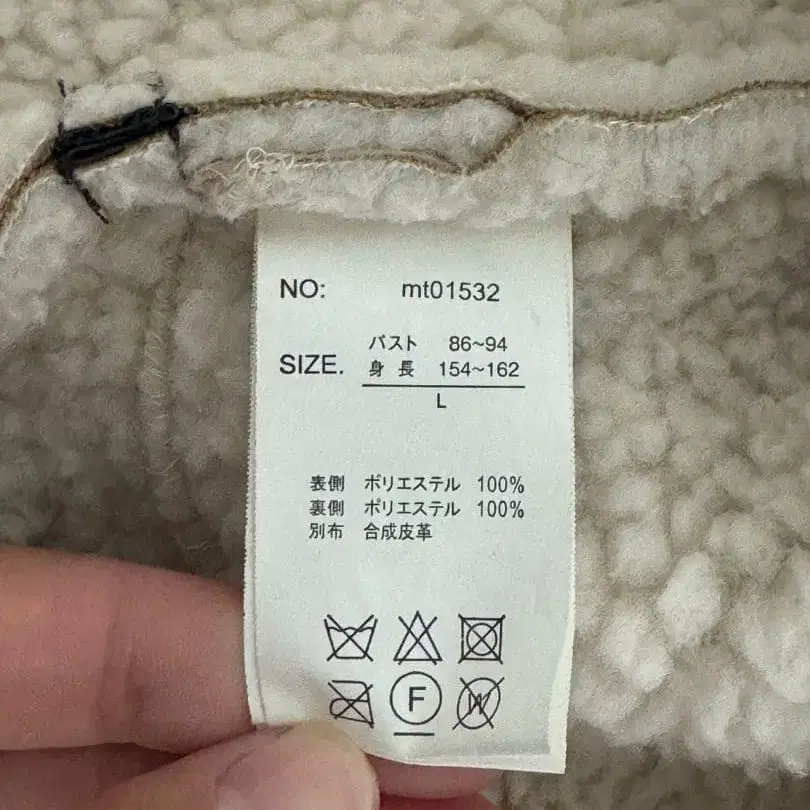 NO: mt01532
バスト 86~94
SIZE. 身長 154~162
L
表側 ポリエステル 100%
裏側 ポリエステル 100%
別布 合成皮革
F W